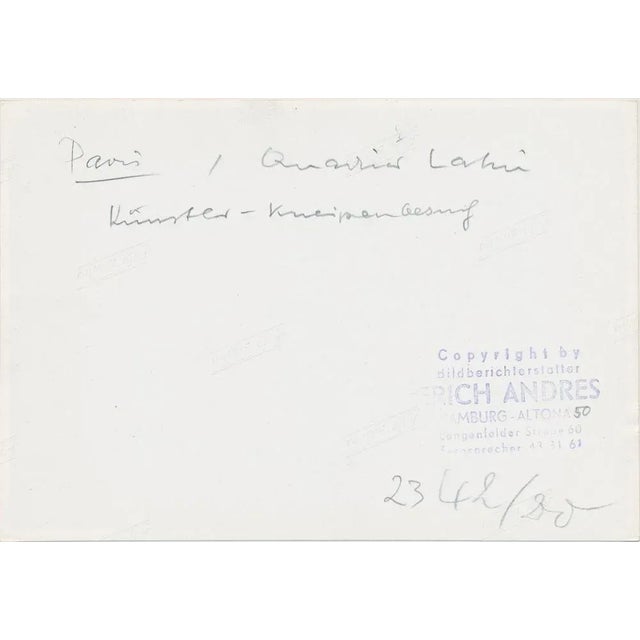 Paris / Quartier Latin
Künstler-Kneipenbesuch
Copyright by
Bildberichterstatter
ERICH ANDRES
HAMBURG-ALTONA 50
Langenfelder Straße 60
Fernsprecher 43 31 61
2342/20